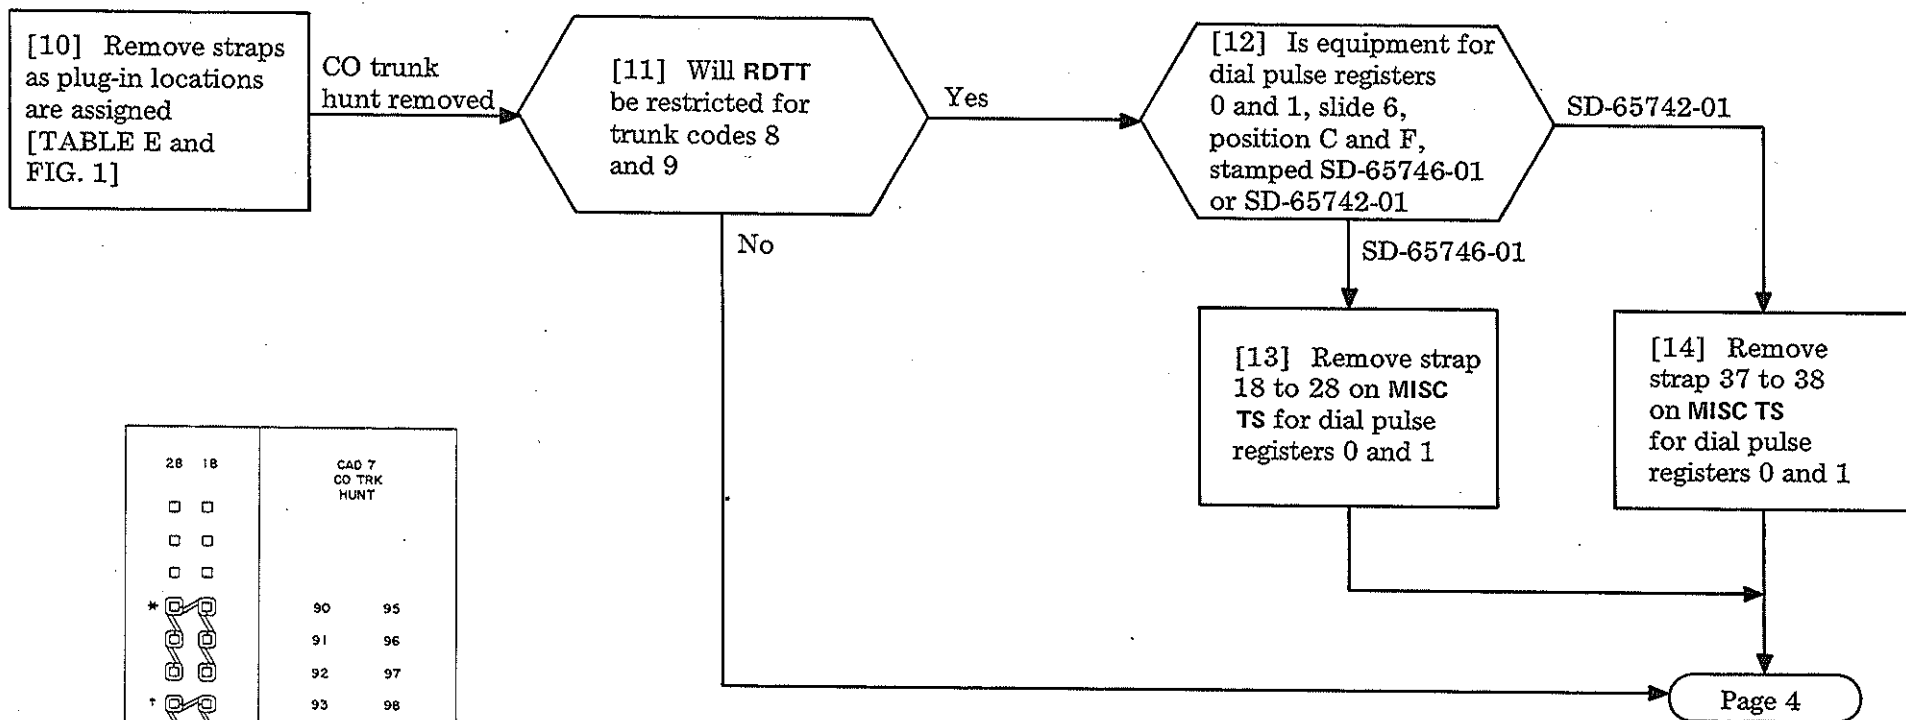 [10] Remove straps
as plug-in locations
are assigned
[TABLE E and
FIG. 1]
CO trunk
hunt removed
[11] Will RDTT
be restricted for
trunk codes 8
and 9
Yes
No
[12] Is equipment for
dial pulse registers
0 and 1, slide 6,
position C and F,
stamped SD-65746-01
or SD-65742-01
SD-65742-01
SD-65746-01
[13] Remove strap
18 to 28 on MISC
TS for dial pulse
registers 0 and 1
[14] Remove
strap 37 to 38
on MISC TS
for dial pulse
registers 0 and 1
28 18
CAD 7
CO TRK
HUNT
*
90 95
91 96
92 97
†
93 98
Page 4